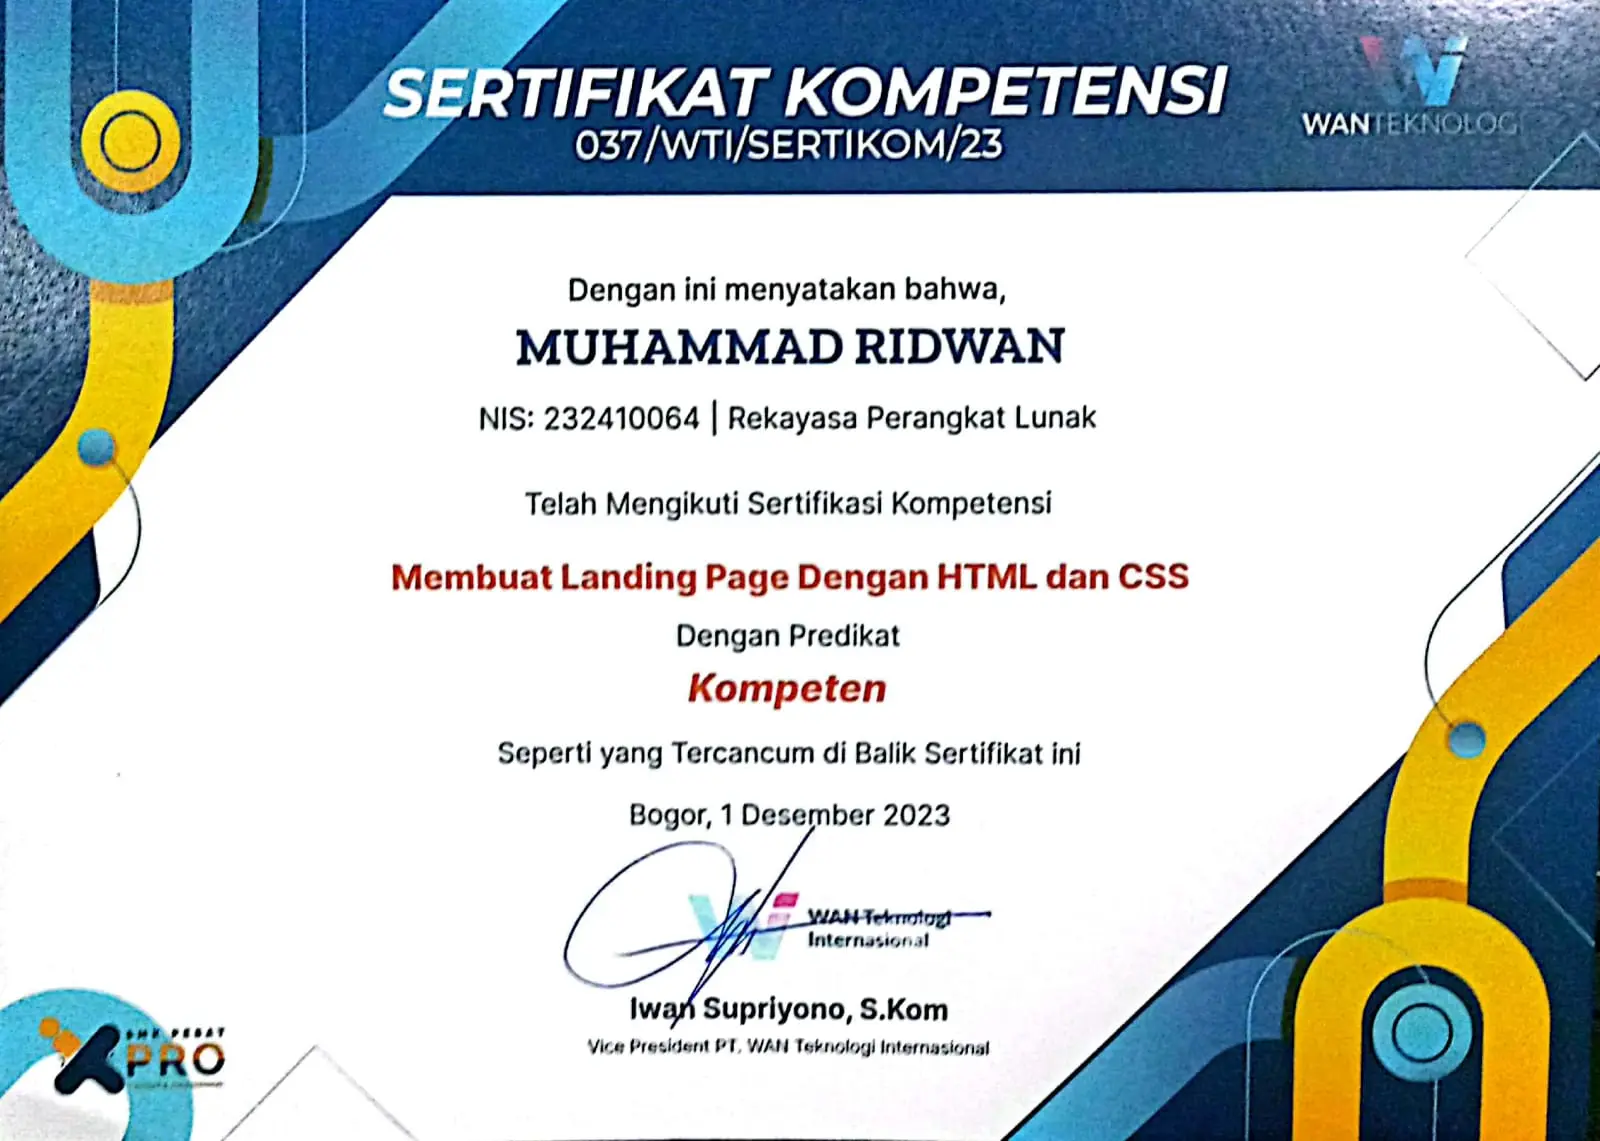 SERTIFIKAT KOMPETENSI
037/WTI/SERTIKOM/23
WANTEKNOLOGI
Dengan ini menyatakan bahwa,
MUHAMMAD RIDWAN
NIS: 232410064 | Rekayasa Perangkat Lunak
Telah Mengikuti Sertifikasi Kompetensi
Membuat Landing Page Dengan HTML dan CSS
Dengan Predikat
Kompeten
Seperti yang Tercancum di Balik Sertifikat ini
Bogor, 1 Desember 2023
WAN Teknologi
Internasional
Iwan Supriyono, S.Kom
Vice President PT. WAN Teknologi Internasional
SMK PESAT
XPRO